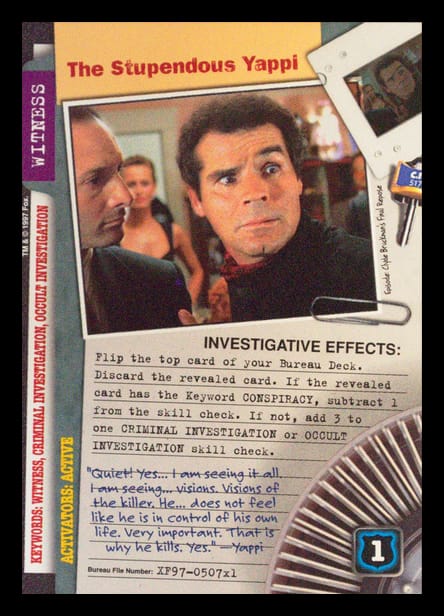 The Stupendous Yappi
WITNESS
TM & © 1997 Fox.
KEYWORDS: WITNESS, CRIMINAL INVESTIGATION, OCCULT INVESTIGATION
ACTIVATORS: ACTIVE
Episode: Clyde Bruckman's Final Repose
INVESTIGATIVE EFFECTS:
Flip the top card of your Bureau Deck.
Discard the revealed card. If the revealed
card has the Keyword CONSPIRACY, subtract 1
from the skill check. If not, add 3 to
one CRIMINAL INVESTIGATION or OCCULT
INVESTIGATION skill check.
"Quiet! Yes... I am seeing it all.
I am seeing... visions. Visions of
the killer. He... does not feel
like he is in control of his own
life. Very important. That is
why he kills. Yes." —Yappi
1
Bureau File Number: XF97-0507x1